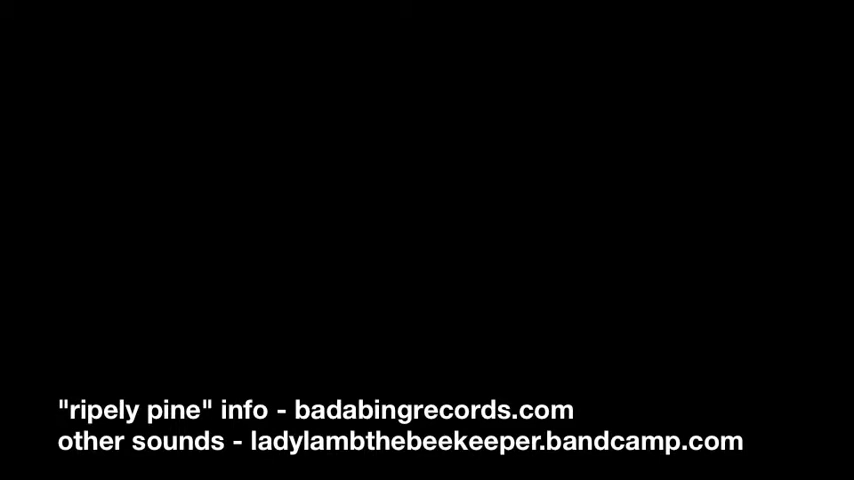 "ripely pine" info - badabingrecords.com
other sounds - ladylambthebeekeeper.bandcamp.com